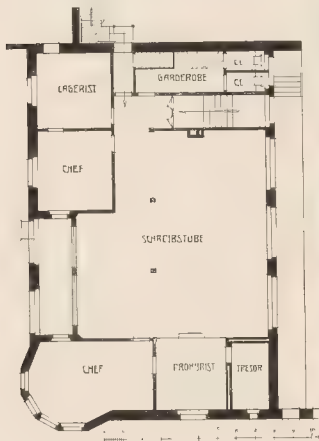 GARDEROBE
CL.
CL.
LAGERIST
CHEF
SCHREIBSTUBE
CHEF
PROKURIST
TRESOR